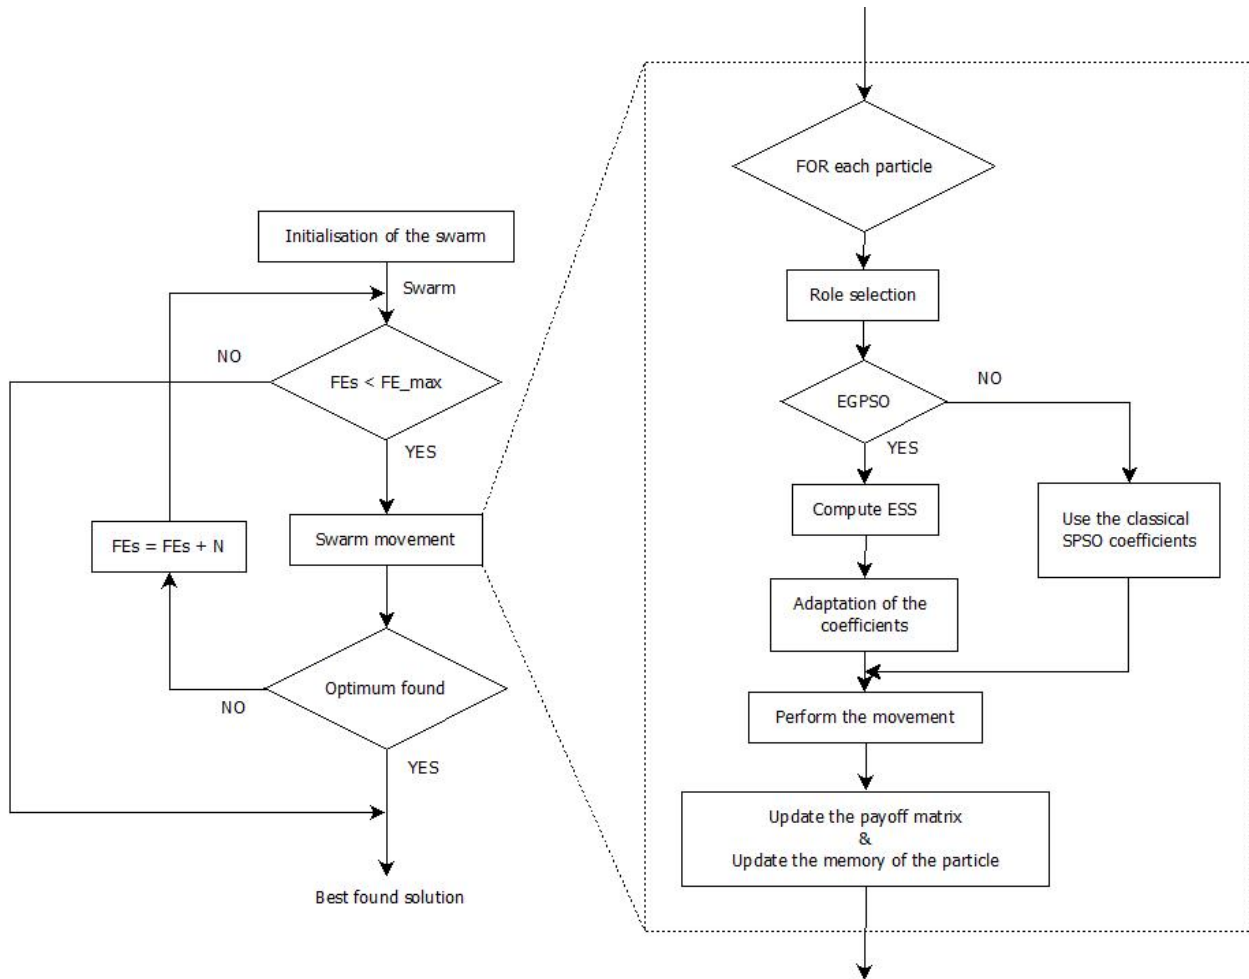 Initialisation of the swarm
Swarm
NO
FEs < FE_max
YES
FEs = FEs + N
Swarm movement
Optimum found
NO
YES
Best found solution
FOR each particle
Role selection
NO
EGPSO
YES
Compute ESS
Use the classical
SPSO coefficients
Adaptation of the
coefficients
Perform the movement
Update the payoff matrix
&
Update the memory of the particle